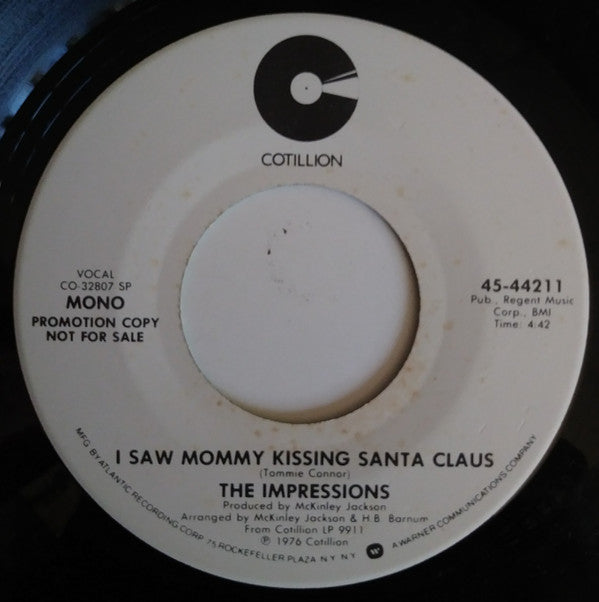 COTILLION
VOCAL
CO-32807 SP
MONO
PROMOTION COPY
NOT FOR SALE
45-44211
Pub., Regent Music
Corp., BMI
Time: 4:42
I SAW MOMMY KISSING SANTA CLAUS
(Tommie Connor)
THE IMPRESSIONS
Produced by McKinley Jackson
Arranged by McKinley Jackson & H.B. Barnum
From Cotillion LP 9911
℗ 1976 Cotillion
MFG BY ATLANTIC RECORDING CORP. 75 ROCKEFELLER PLAZA N Y N Y W A WARNER COMMUNICATIONS COMPANY